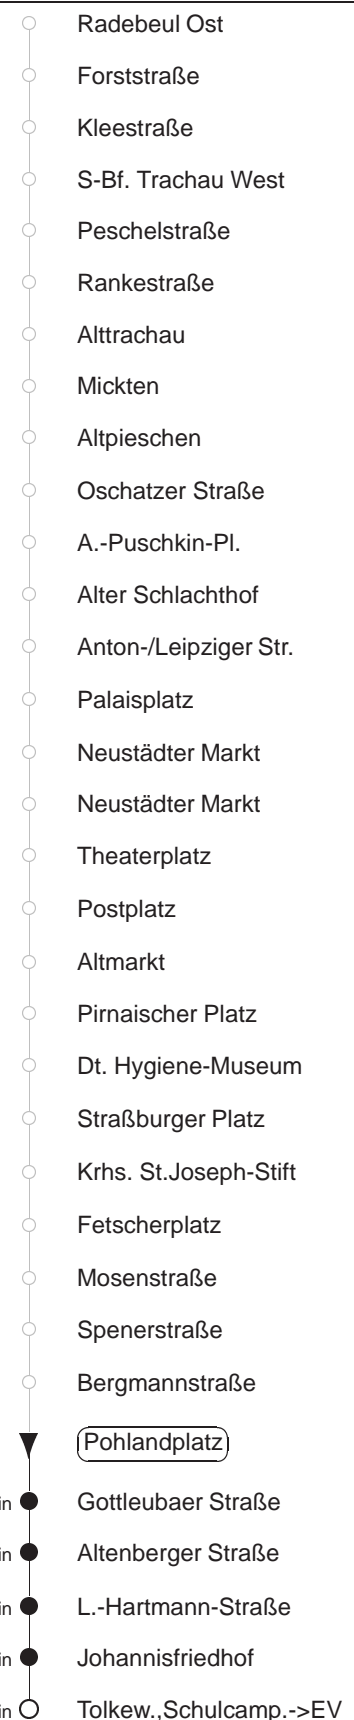 Radebeul Ost
Forststraße
Kleestraße
S-Bf. Trachau West
Peschelstraße
Rankestraße
Alttrachau
Mickten
Altpieschen
Oschatzer Straße
A.-Puschkin-Pl.
Alter Schlachthof
Anton-/Leipziger Str.
Palaisplatz
Neustädter Markt
Neustädter Markt
Theaterplatz
Postplatz
Altmarkt
Pirnaischer Platz
Dt. Hygiene-Museum
Straßburger Platz
Krhs. St.Joseph-Stift
Fetscherplatz
Mosenstraße
Spenerstraße
Bergmannstraße
Pohlandplatz
Gottleubaer Straße
Altenberger Straße
L.-Hartmann-Straße
Johannisfriedhof
Tolkew.,Schulcamp.->EV